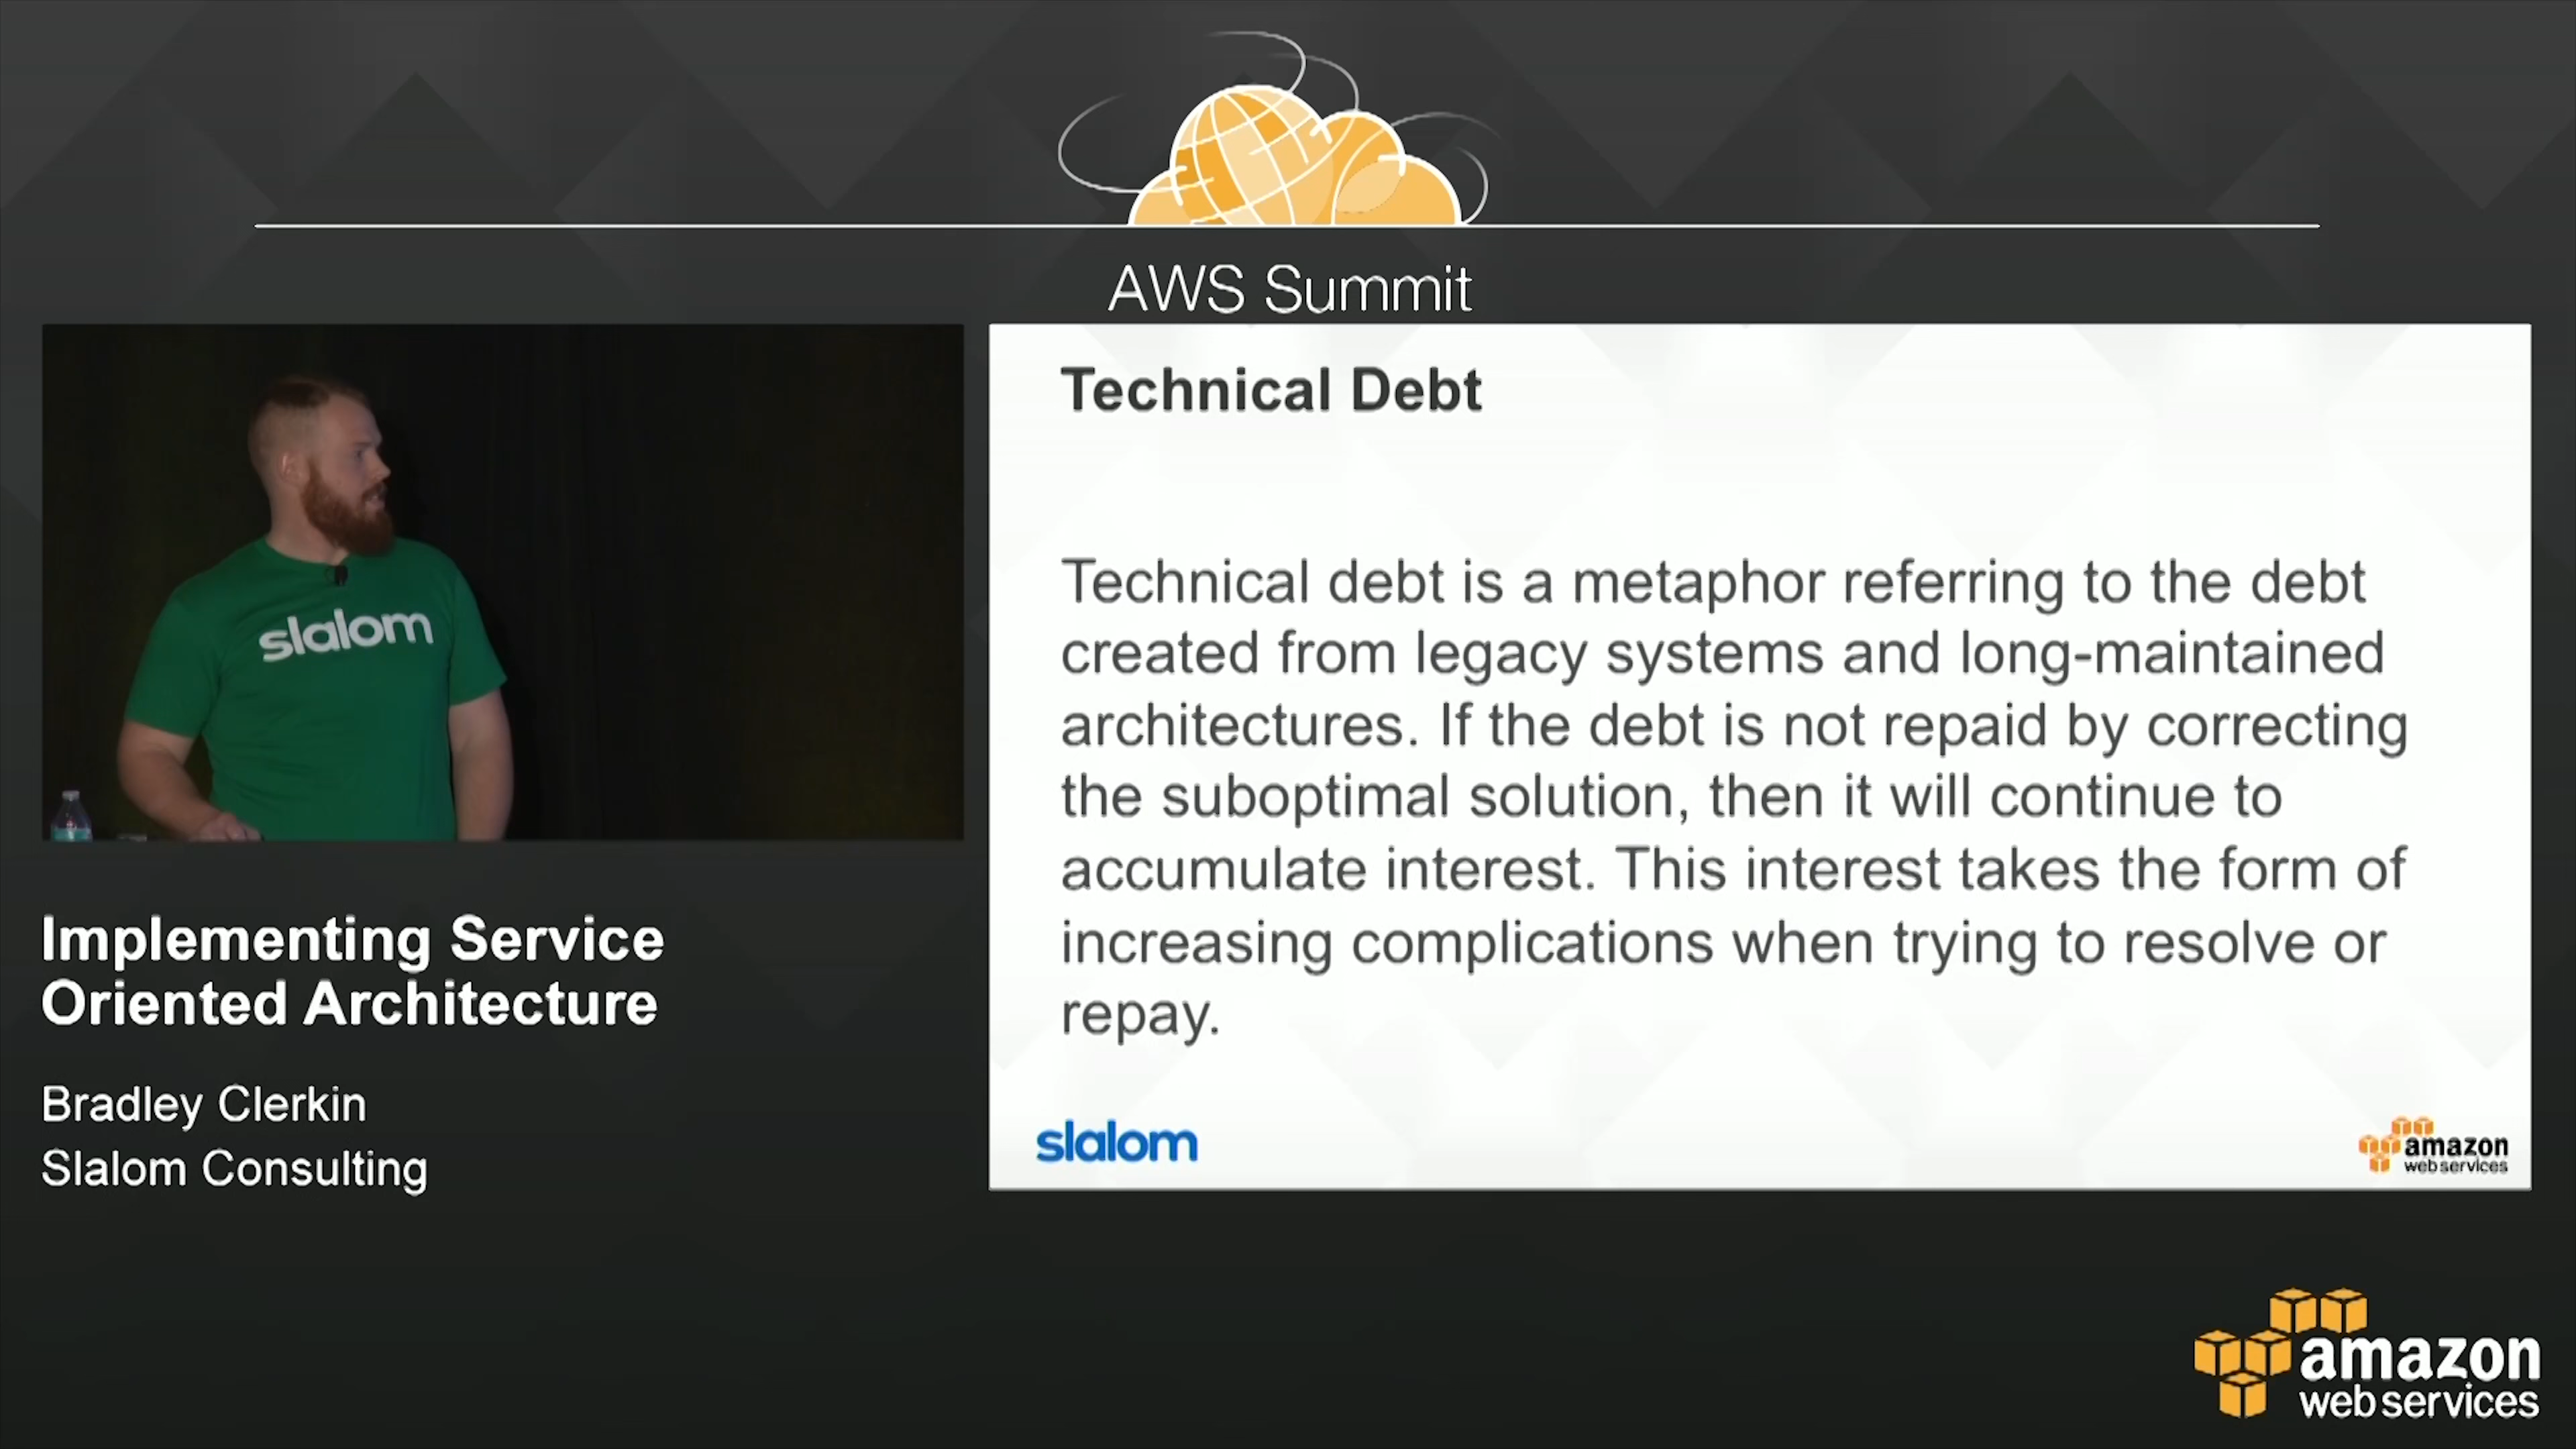 AWS Summit
slalom
Technical Debt
Technical debt is a metaphor referring to the debt
created from legacy systems and long-maintained
architectures. If the debt is not repaid by correcting
the suboptimal solution, then it will continue to
accumulate interest. This interest takes the form of
increasing complications when trying to resolve or
repay.
slalom
amazon
web services
Implementing Service
Oriented Architecture
Bradley Clerkin
Slalom Consulting
amazon
web services